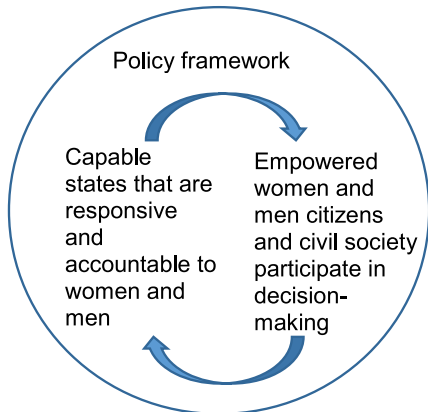 Policy framework
Capable
states that are
responsive
and
accountable to
women and
men
Empowered
women and
men citizens
and civil society
participate in
decision-
making